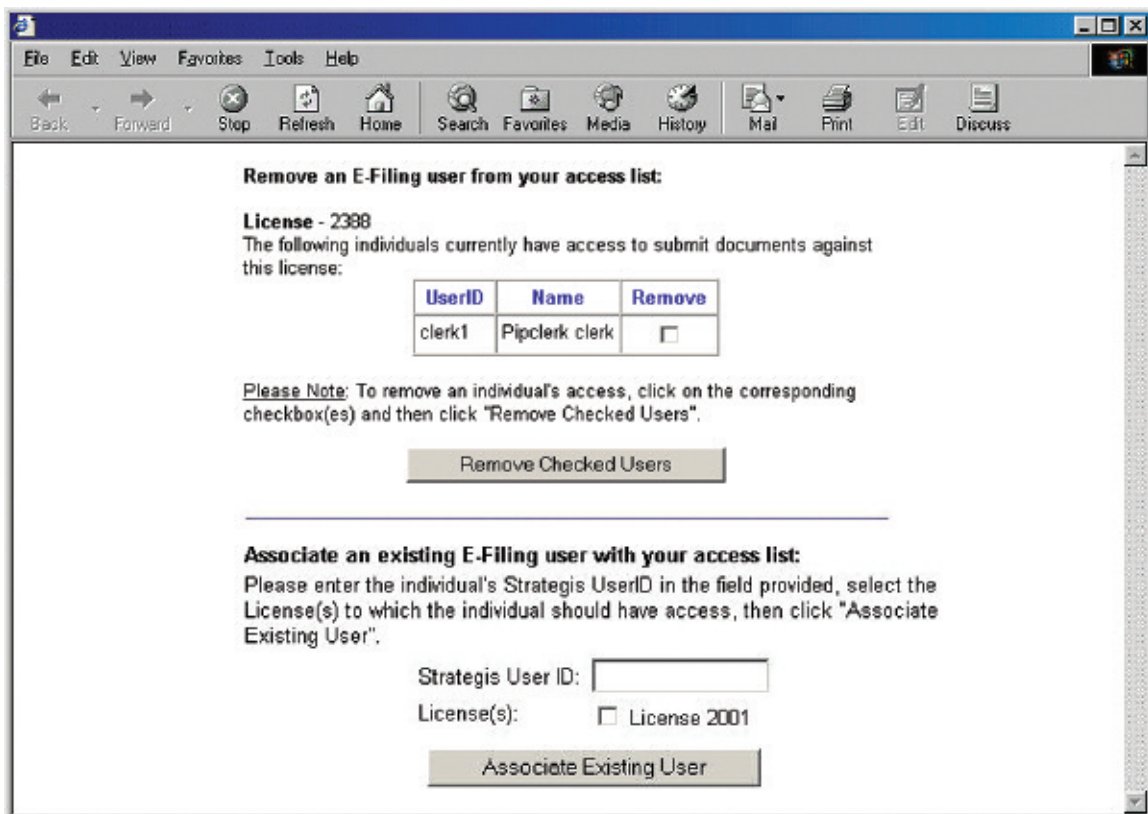 File Edit View Favorites Tools Help
Back Forward Stop Refresh Home Search Favorites Media History Mail Print Edit Discuss
Remove an E-Filing user from your access list:
License - 2388
The following individuals currently have access to submit documents against
this license:
UserID Name Remove
clerk1 Pipclerk clerk
Please Note: To remove an individual's access, click on the corresponding
checkbox(es) and then click "Remove Checked Users".
Remove Checked Users
Associate an existing E-Filing user with your access list:
Please enter the individual's Strategis UserID in the field provided, select the
License(s) to which the individual should have access, then click "Associate
Existing User".
Strategis User ID:
License(s): License 2001
Associate Existing User